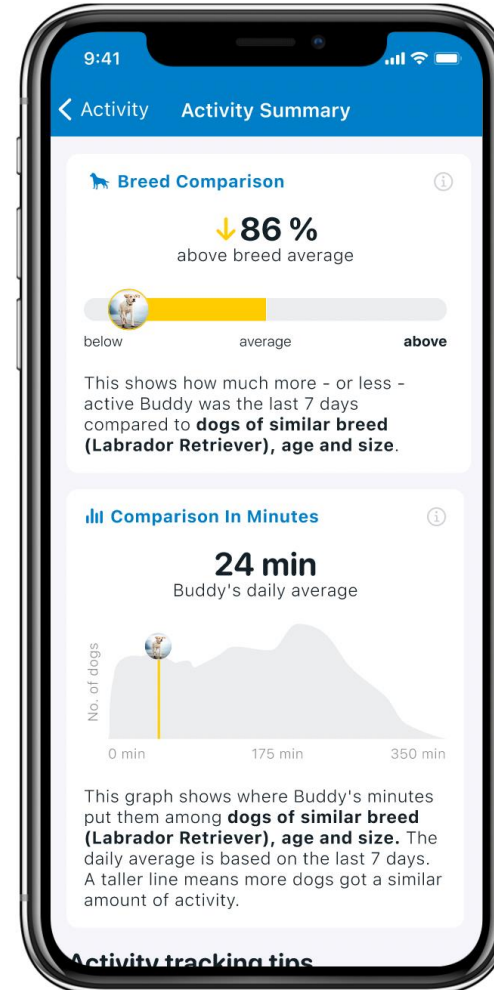 9:41
Activity Activity Summary
Breed Comparison
86 %
above breed average
below average above
This shows how much more - or less -
active Buddy was the last 7 days
compared to dogs of similar breed
(Labrador Retriever), age and size.
Comparison In Minutes
24 min
Buddy's daily average
No. of dogs
0 min 175 min 350 min
This graph shows where Buddy's minutes
put them among dogs of similar breed
(Labrador Retriever), age and size. The
daily average is based on the last 7 days.
A taller line means more dogs got a similar
amount of activity.
Activity tracking tips